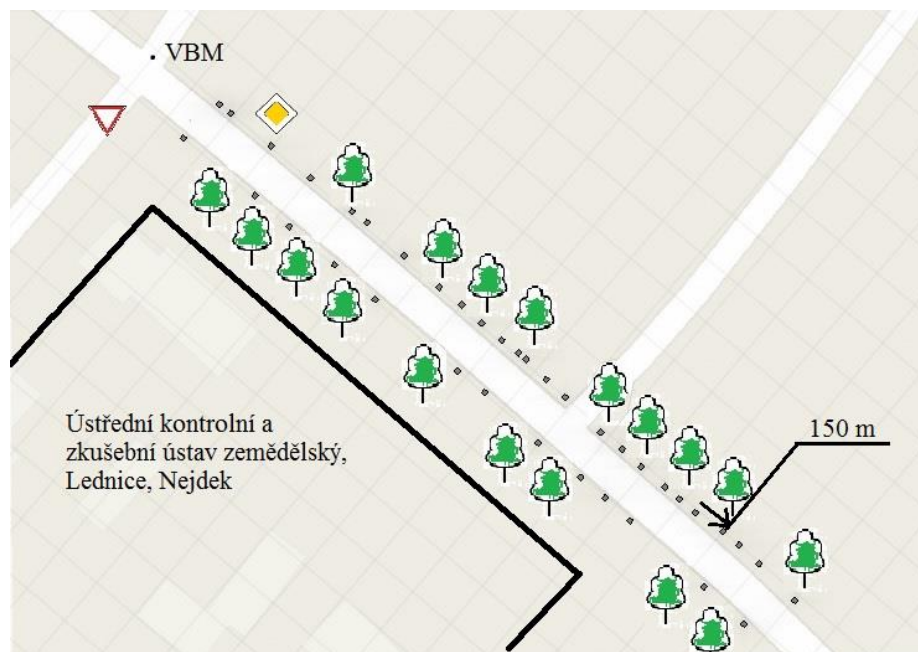 VBM
Ústřední kontrolní a
zkušební ústav zemědělský,
Lednice, Nejdek
150 m